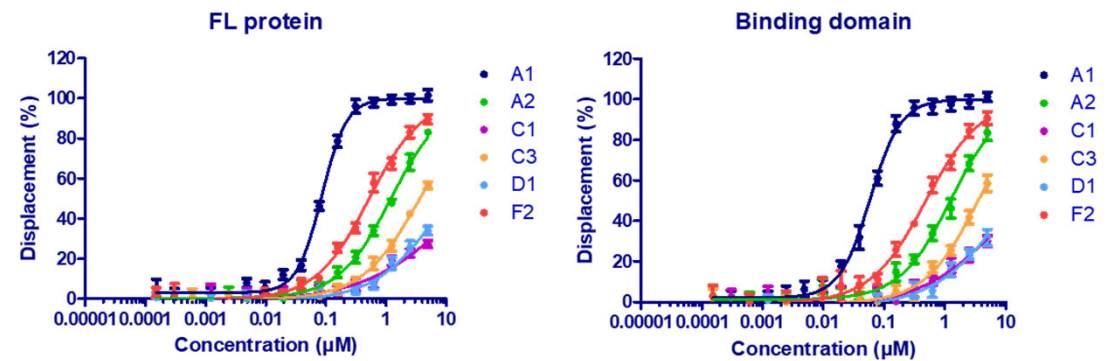 FL protein
Displacement (%)
120
100
80
60
40
20
0
0.00001 0.0001 0.001 0.01 0.1 1 10
Concentration (µM)
A1
A2
C1
C3
D1
F2
Binding domain
Displacement (%)
120
100
80
60
40
20
0
0.00001 0.0001 0.001 0.01 0.1 1 10
Concentration (µM)
A1
A2
C1
C3
D1
F2